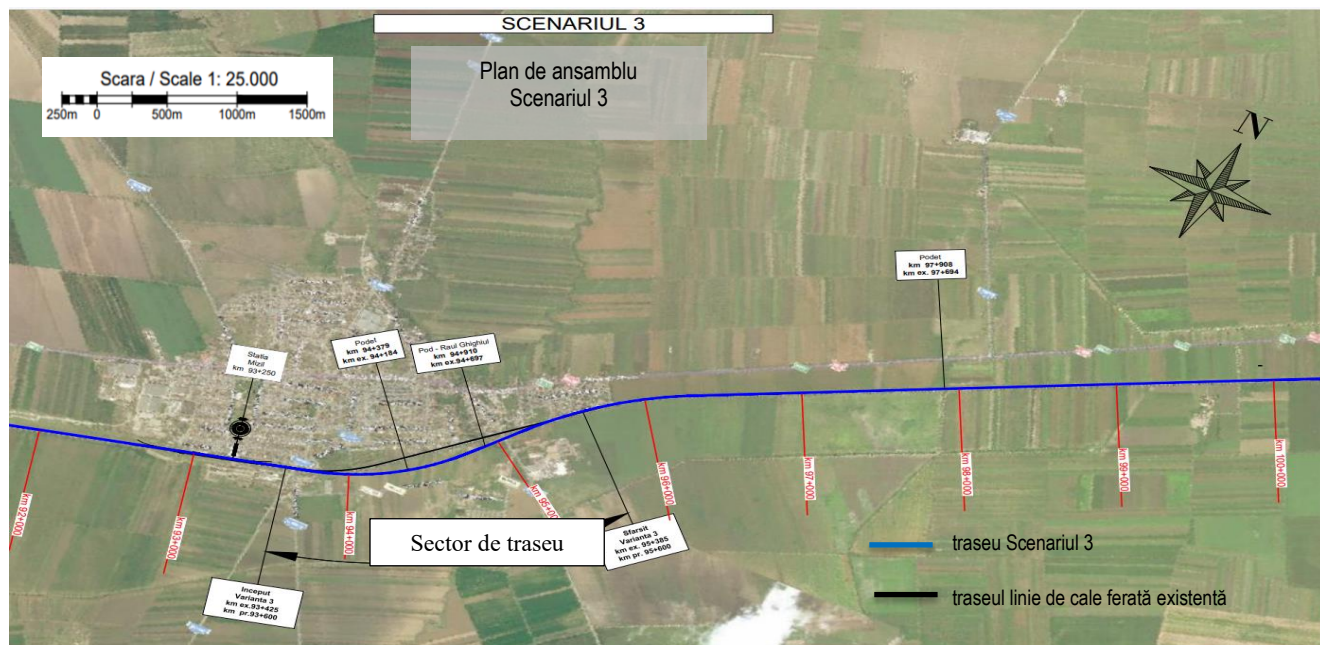 SCENARIUL 3
Plan de ansamblu
Scenariul 3
Scara / Scale 1: 25.000
250m 0 500m 1000m 1500m
N
Podet
km 97+908
km ex. 97+694
Statia
Mizil
km 93+250
Podet
km 94+379
km ex. 94+184
Pod - Raul Ghighiul
km 94+910
km ex.94+697
km 92+000
km 93+000
km 94+000
km 96+000
km 97+000
km 98+000
km 99+000
km 100+000
Sector de traseu
Sfarsit
Varianta 3
km ex. 95+385
km pr. 95+600
Inceput
Varianta 3
km ex.93+425
km pr.93+600
traseu Scenariul 3
traseul linie de cale ferată existentă